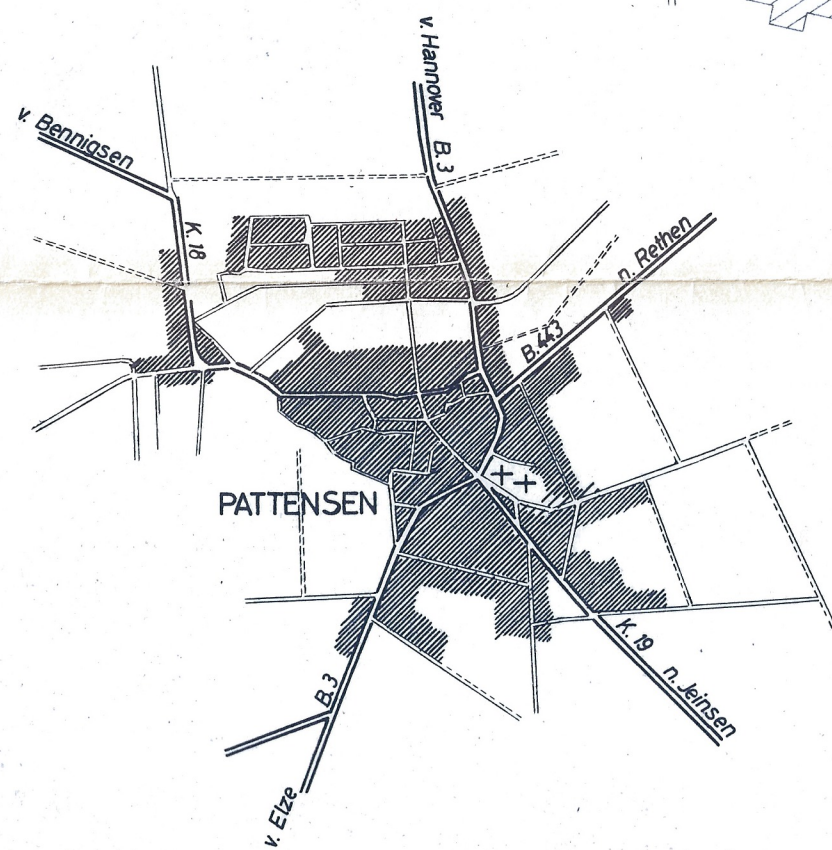 v. Hannover B.3
v. Bennigsen
K. 18
n. Rethen
B.443
PATTENSEN
K. 19 n. Jeinsen
B.3
v. Elze